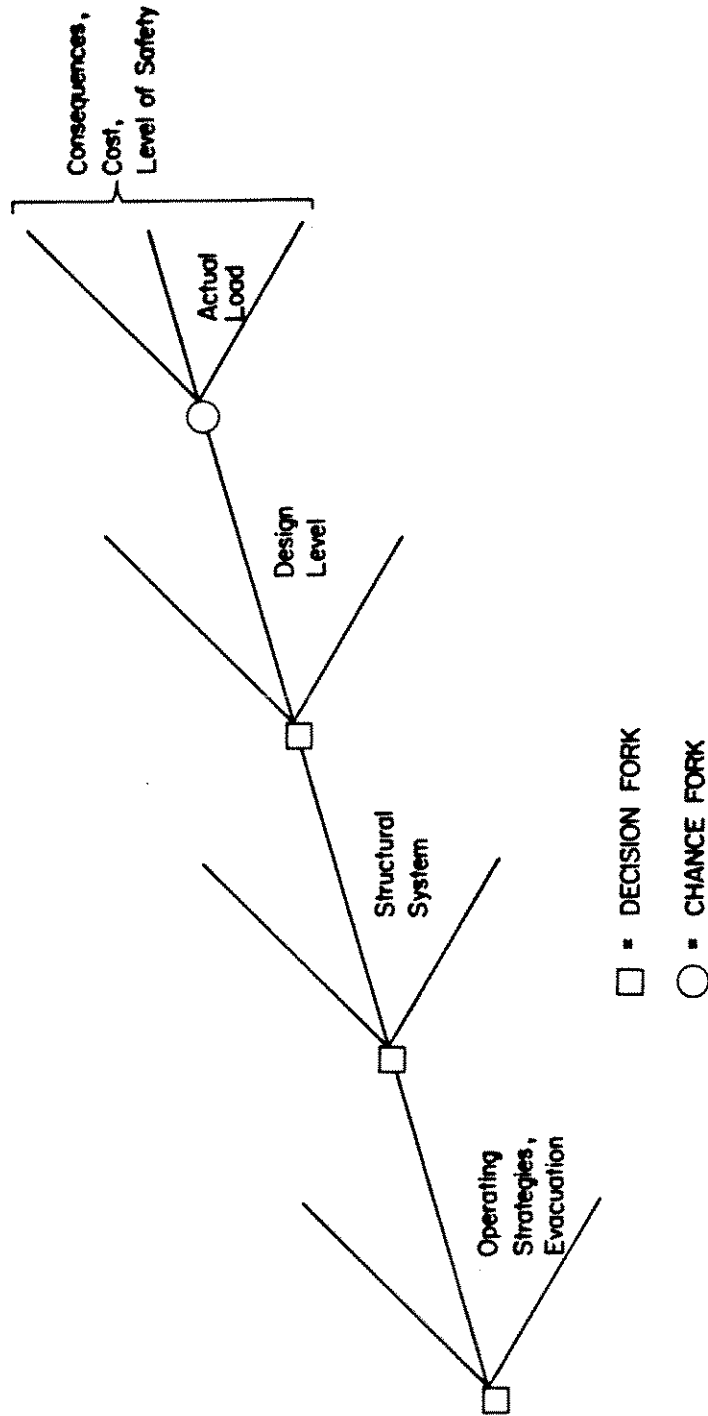 Operating
Strategies,
Evacuation
Structural
System
Design
Level
Actual
Load
Consequences,
Cost,
Level of Safety
□ = DECISION FORK
○ = CHANCE FORK